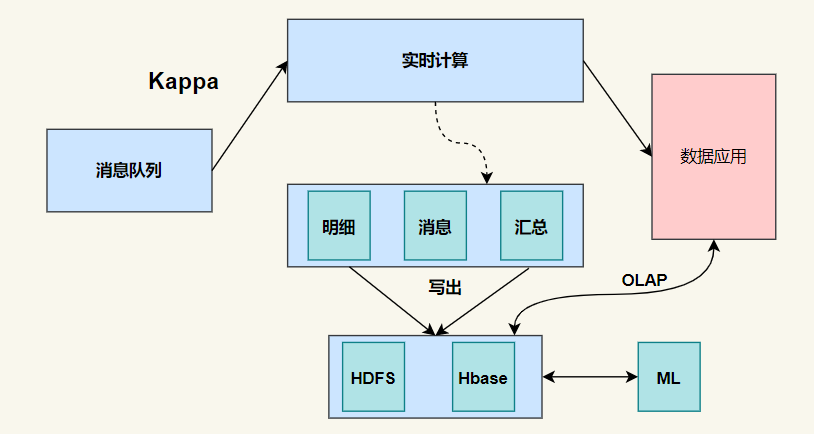 实时计算
Kappa
消息队列
数据应用
明细
消息
汇总
写出
OLAP
HDFS
Hbase
ML